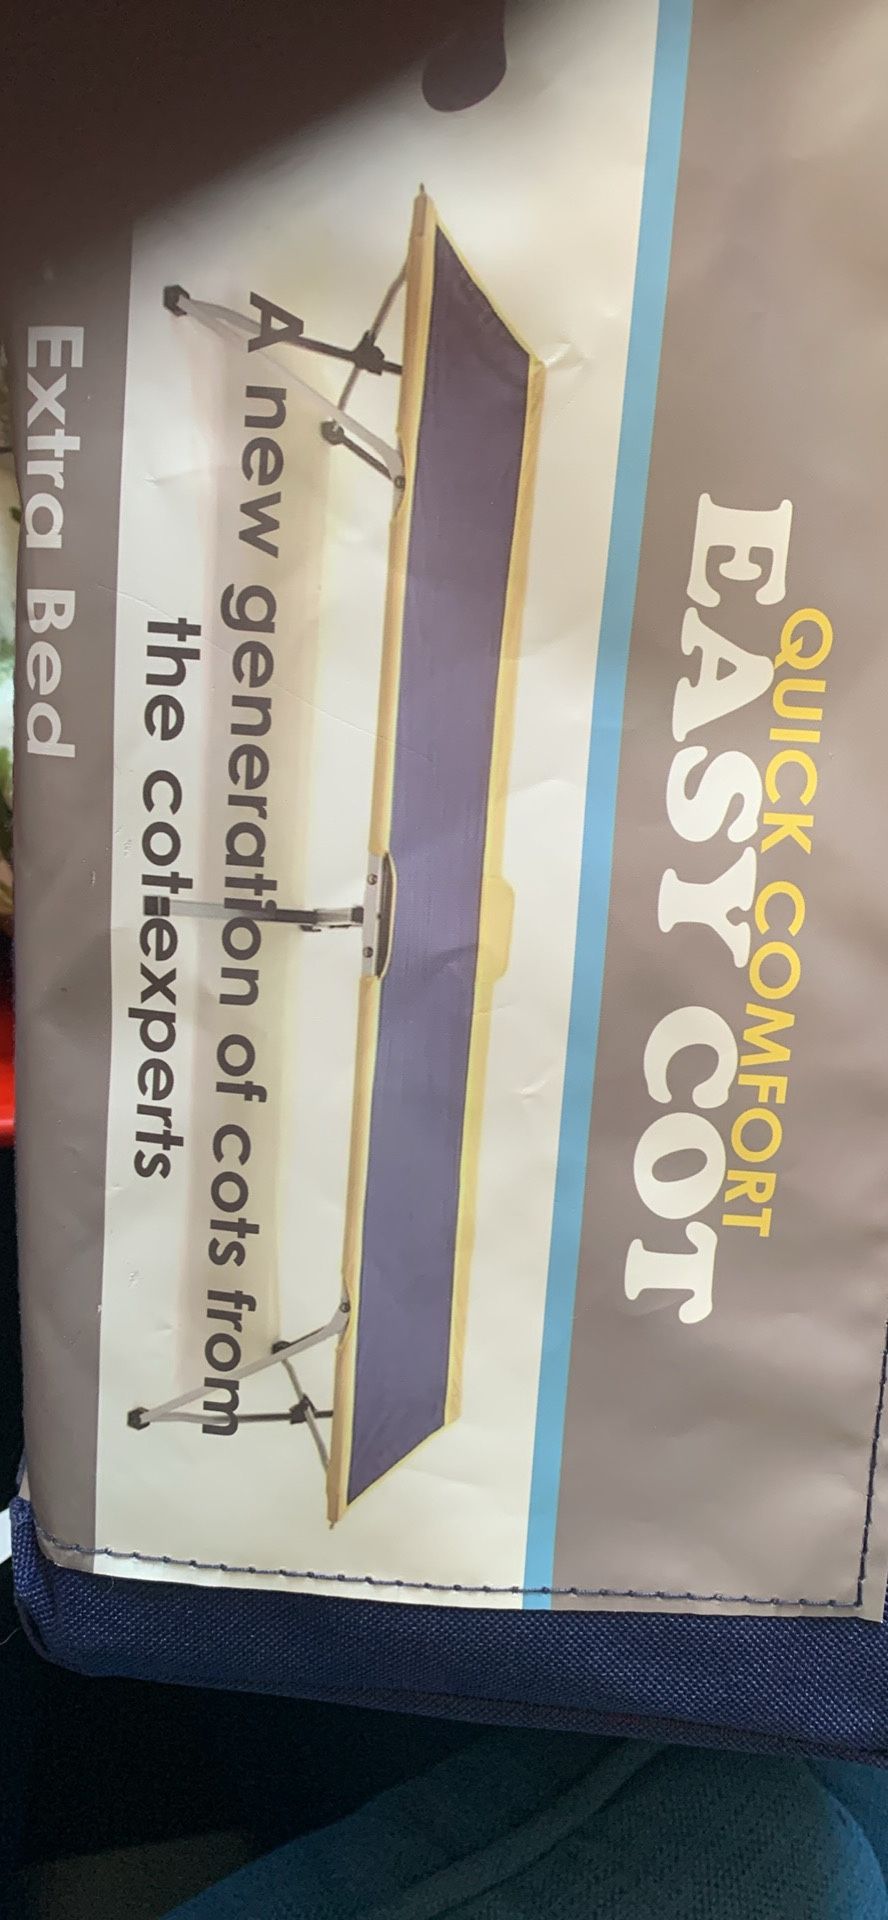 QUICK COMFORT
EASY COT
A new generation of cots from
the cot-experts
Extra Bed